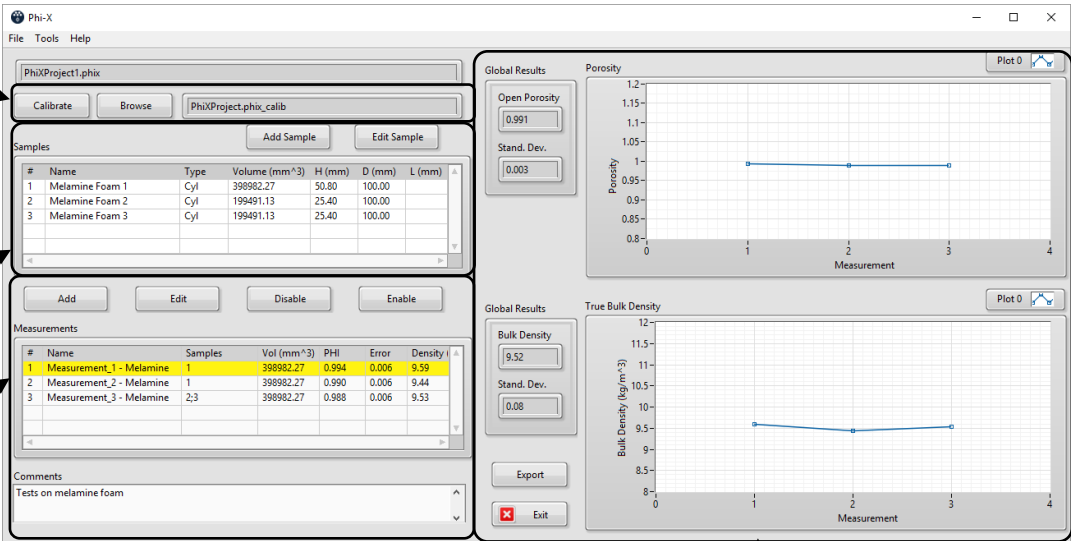 Phi-X
File Tools Help
PhiXProject1.phix
Calibrate Browse PhiXProject.phix_calib
Add Sample Edit Sample
Samples
# Name Type Volume (mm^3) H (mm) D (mm) L (mm)
1 Melamine Foam 1 Cyl 398982.27 50.80 100.00
2 Melamine Foam 2 Cyl 199491.13 25.40 100.00
3 Melamine Foam 3 Cyl 199491.13 25.40 100.00
Add Edit Disable Enable
Measurements
# Name Samples Vol (mm^3) PHI Error Density (
1 Measurement_1 - Melamine 1 398982.27 0.994 0.006 9.59
2 Measurement_2 - Melamine 1 398982.27 0.990 0.006 9.44
3 Measurement_3 - Melamine 2;3 398982.27 0.988 0.006 9.53
Comments
Tests on melamine foam
Global Results
Open Porosity
0.991
Stand. Dev.
0.003
Porosity
Plot 0
Porosity
1.2
1.15
1.1
1.05
1
0.95
0.9
0.85
0.8
0 1 2 3 4
Measurement
Global Results
Bulk Density
9.52
Stand. Dev.
0.08
Export
Exit
True Bulk Density
Plot 0
Bulk Density (kg/m^3)
12
11.5
11
10.5
10
9.5
9
8.5
8
0 1 2 3 4
Measurement